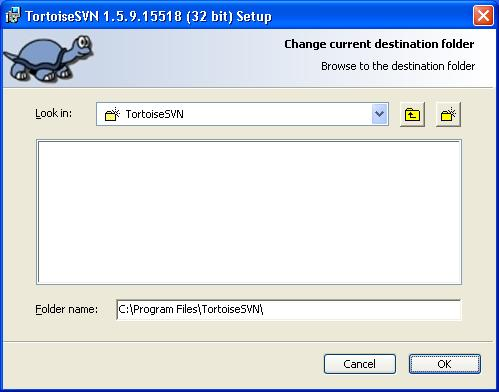 TortoiseSVN 1.5.9.15518 (32 bit) Setup
Change current destination folder
Browse to the destination folder
Look in:
TortoiseSVN
Folder name:
C:\Program Files\TortoiseSVN\
Cancel
OK